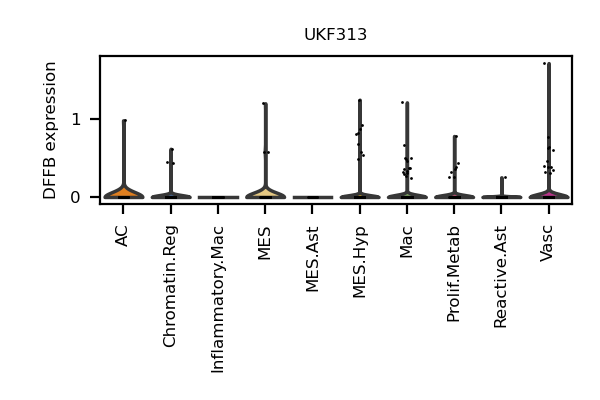 UKF313
DFFB expression
1
0
AC
Chromatin.Reg
Inflammatory.Mac
MES
MES.Ast
MES.Hyp
Mac
Prolif.Metab
Reactive.Ast
Vasc